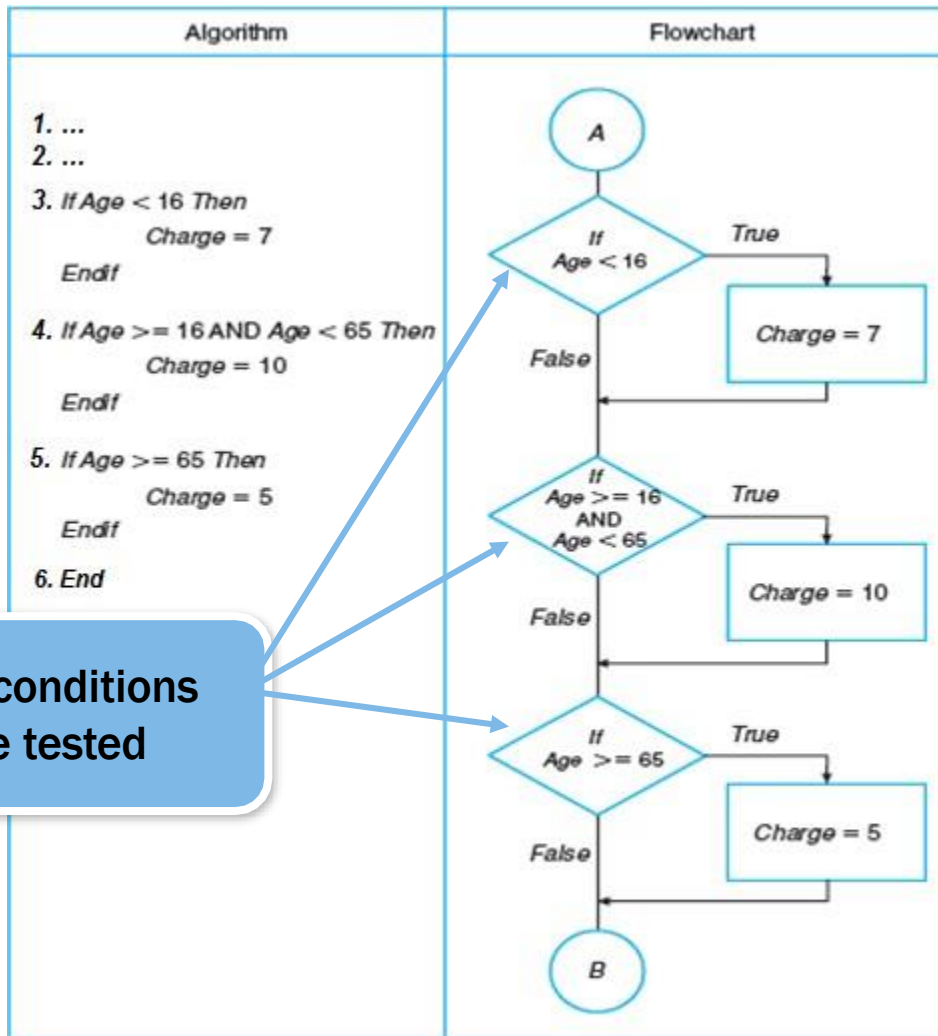 Algorithm
Flowchart
1. ...
2. ...
3. If Age < 16 Then
Charge = 7
Endif
4. If Age >= 16 AND Age < 65 Then
Charge = 10
Endif
5. If Age >= 65 Then
Charge = 5
Endif
6. End
conditions
tested
A
If
Age < 16
True
Charge = 7
False
If
Age >= 16
AND
Age < 65
True
Charge = 10
False
If
Age >= 65
True
Charge = 5
False
B